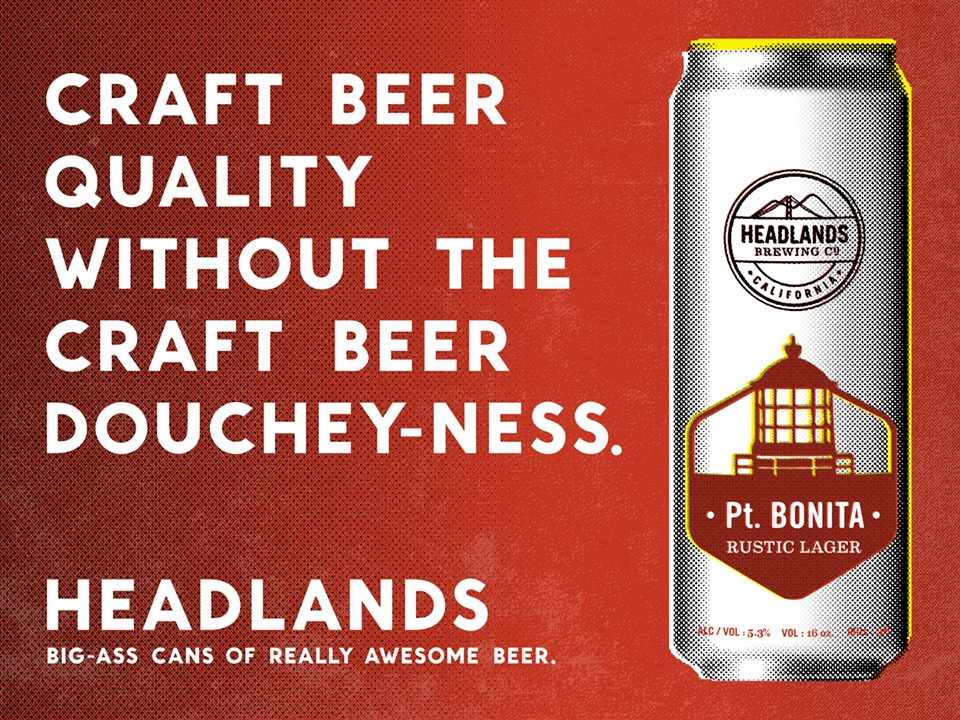 CRAFT BEER
QUALITY
WITHOUT THE
CRAFT BEER
DOUCHEY-NESS.
HEADLANDS
BIG-ASS CANS OF REALLY AWESOME BEER.
HEADLANDS
BREWING Co
• CALIFORNIA •
• Pt. BONITA •
RUSTIC LAGER
ALC / VOL : 5.3% VOL : 16 oz.